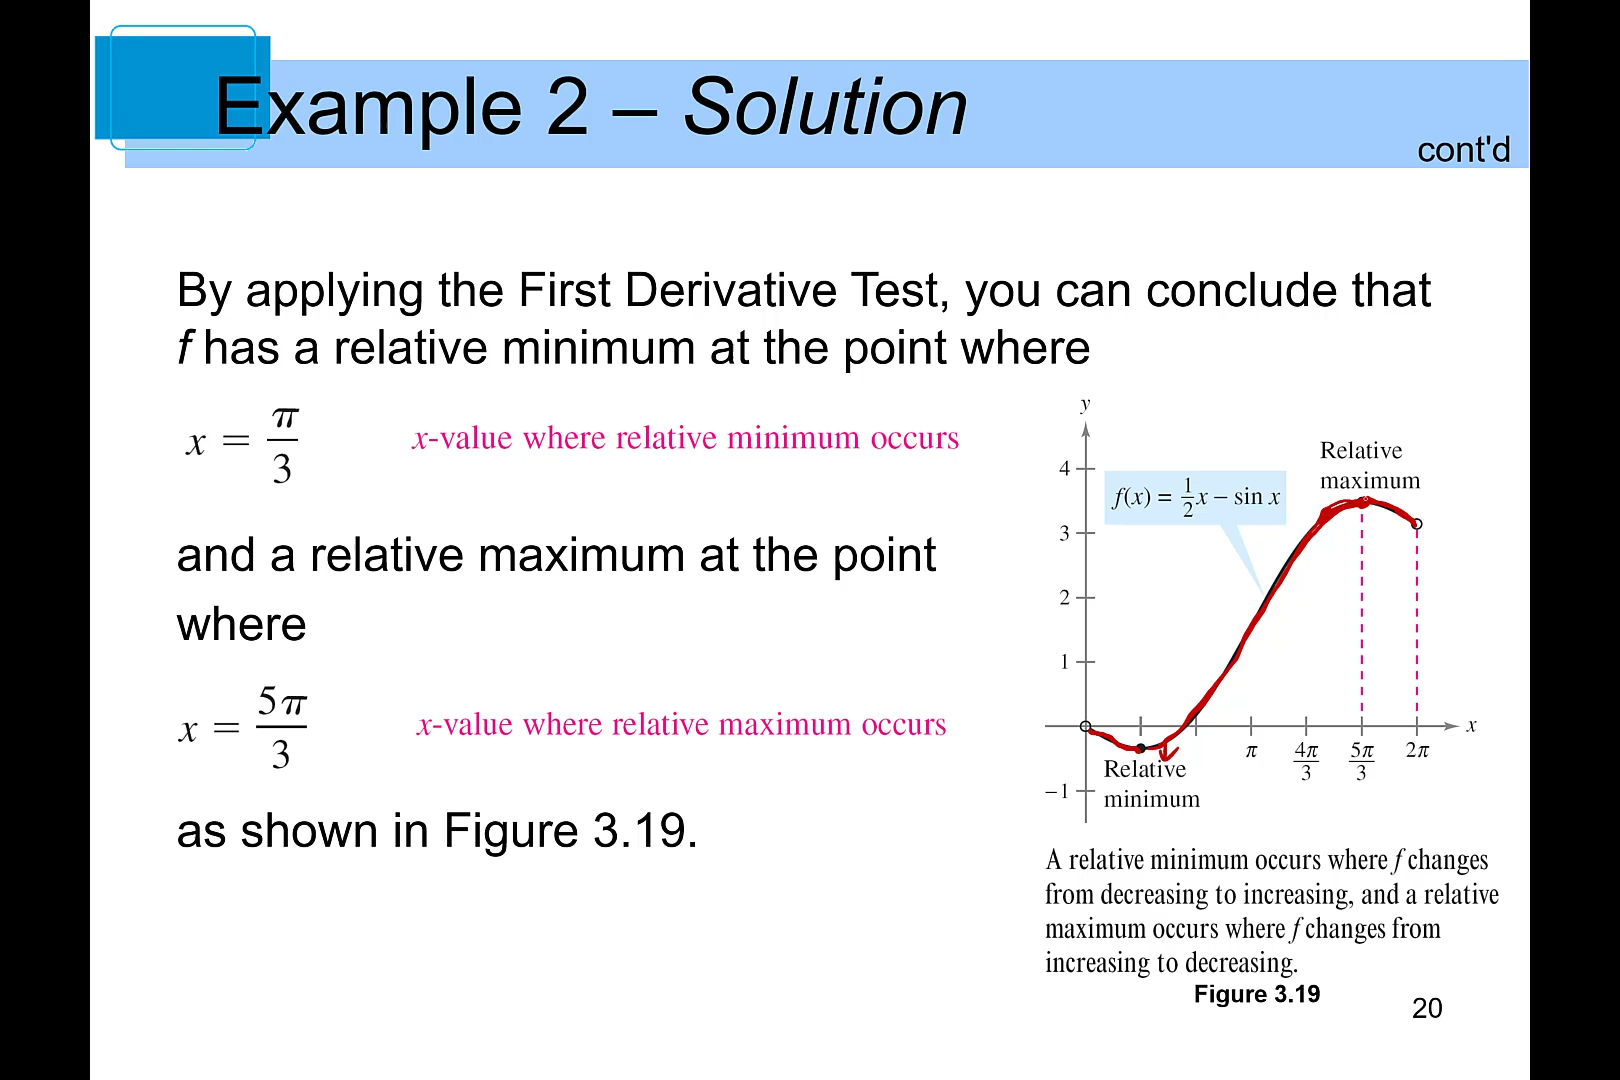 Example 2 – Solution
cont'd
By applying the First Derivative Test, you can conclude that
f has a relative minimum at the point where
x = π/3
x-value where relative minimum occurs
and a relative maximum at the point
where
x = 5π/3
x-value where relative maximum occurs
as shown in Figure 3.19.
y
4
3
2
1
−1
f(x) = 1/2 x – sin x
Relative
maximum
π
4π/3
5π/3
2π
x
Relative
minimum
A relative minimum occurs where f changes
from decreasing to increasing, and a relative
maximum occurs where f changes from
increasing to decreasing.
Figure 3.19
20